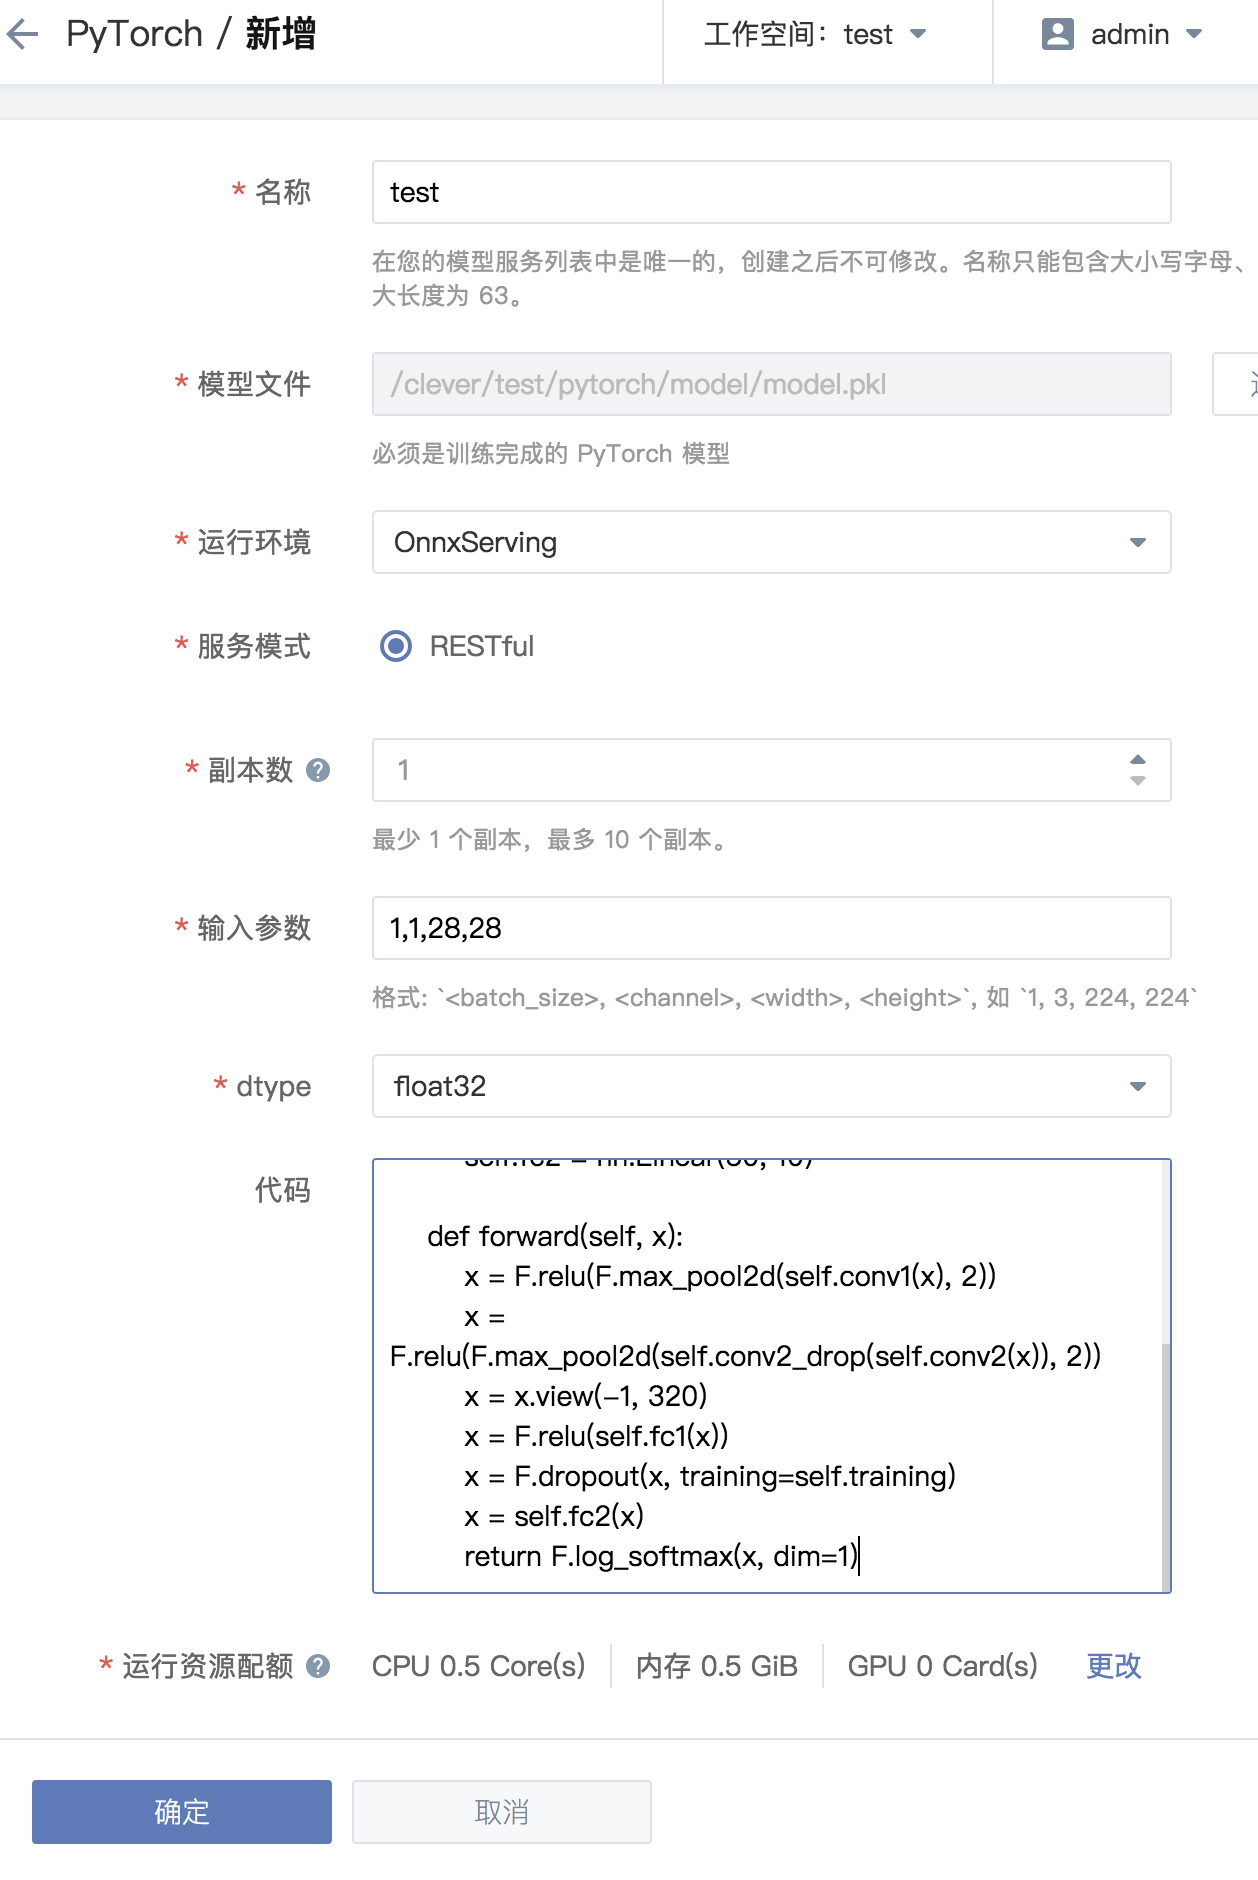 PyTorch / 新增
工作空间：test
admin
* 名称
test
在您的模型服务列表中是唯一的，创建之后不可修改。名称只能包含大小写字母、
大长度为 63。
* 模型文件
/clever/test/pytorch/model/model.pkl
必须是训练完成的 PyTorch 模型
* 运行环境
OnnxServing
* 服务模式
RESTful
* 副本数 ?
1
最少 1 个副本，最多 10 个副本。
* 输入参数
1,1,28,28
格式: `<batch_size>, <channel>, <width>, <height>`, 如 `1, 3, 224, 224`
* dtype
float32
代码
self.fc2 = nn.Linear(50, 10)
def forward(self, x):
x = F.relu(F.max_pool2d(self.conv1(x), 2))
x =
F.relu(F.max_pool2d(self.conv2_drop(self.conv2(x)), 2))
x = x.view(-1, 320)
x = F.relu(self.fc1(x))
x = F.dropout(x, training=self.training)
x = self.fc2(x)
return F.log_softmax(x, dim=1)
* 运行资源配额 ?
CPU 0.5 Core(s)
内存 0.5 GiB
GPU 0 Card(s)
更改
确定
取消